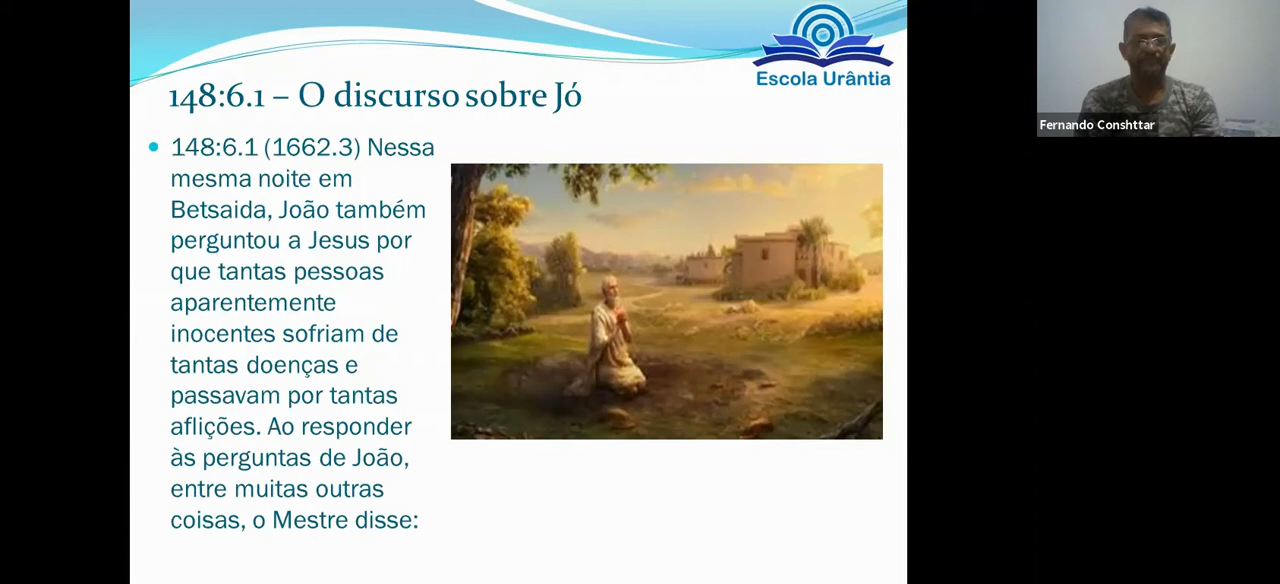 Escola Urântia
148:6.1 – O discurso sobre Jó
• 148:6.1 (1662.3) Nessa
mesma noite em
Betsaida, João também
perguntou a Jesus por
que tantas pessoas
aparentemente
inocentes sofriam de
tantas doenças e
passavam por tantas
aflições. Ao responder
às perguntas de João,
entre muitas outras
coisas, o Mestre disse:
Fernando Conshttar